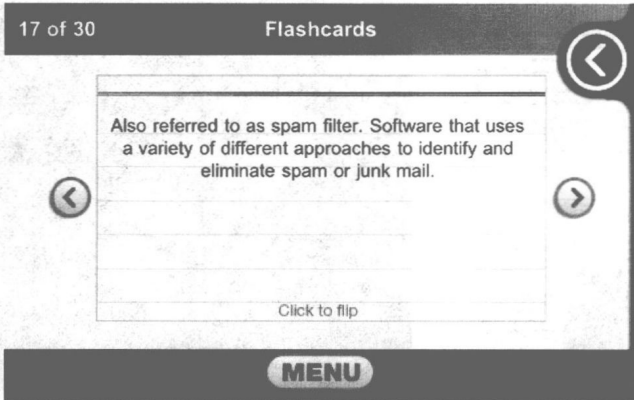 17 of 30
Flashcards
Also referred to as spam filter. Software that uses
a variety of different approaches to identify and
eliminate spam or junk mail.
Click to flip
MENU